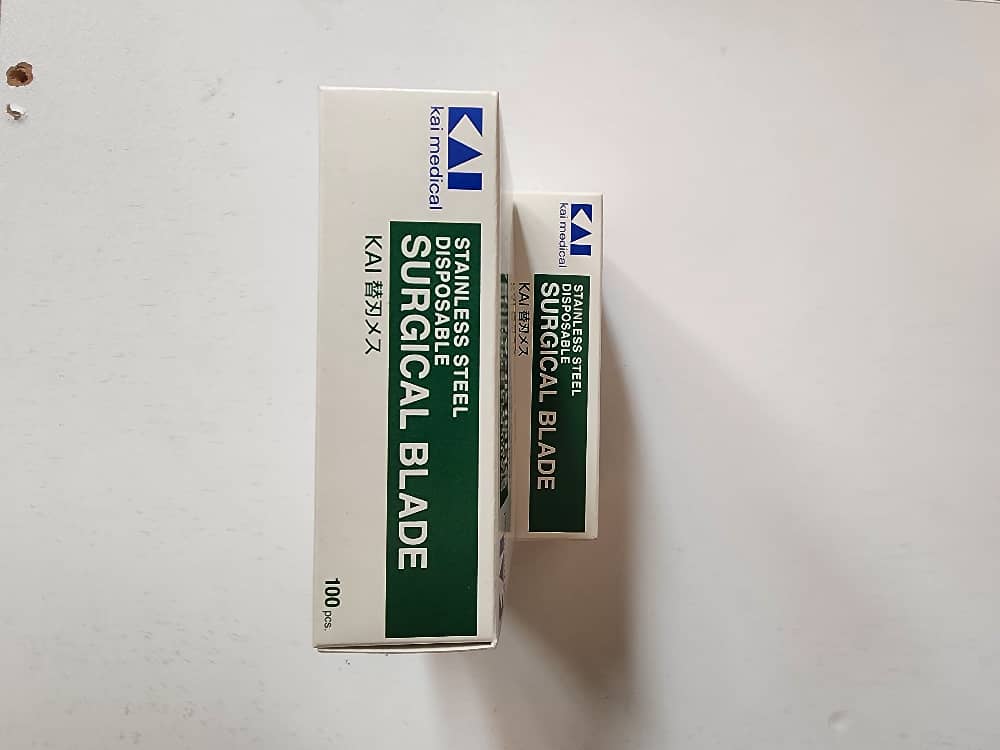 KAI
kai medical
STAINLESS STEEL
DISPOSABLE
SURGICAL BLADE
KAI 替刃メス
100 pcs.
KAI
kai medical
STAINLESS STEEL
DISPOSABLE
SURGICAL BLADE
KAI 替刃メス